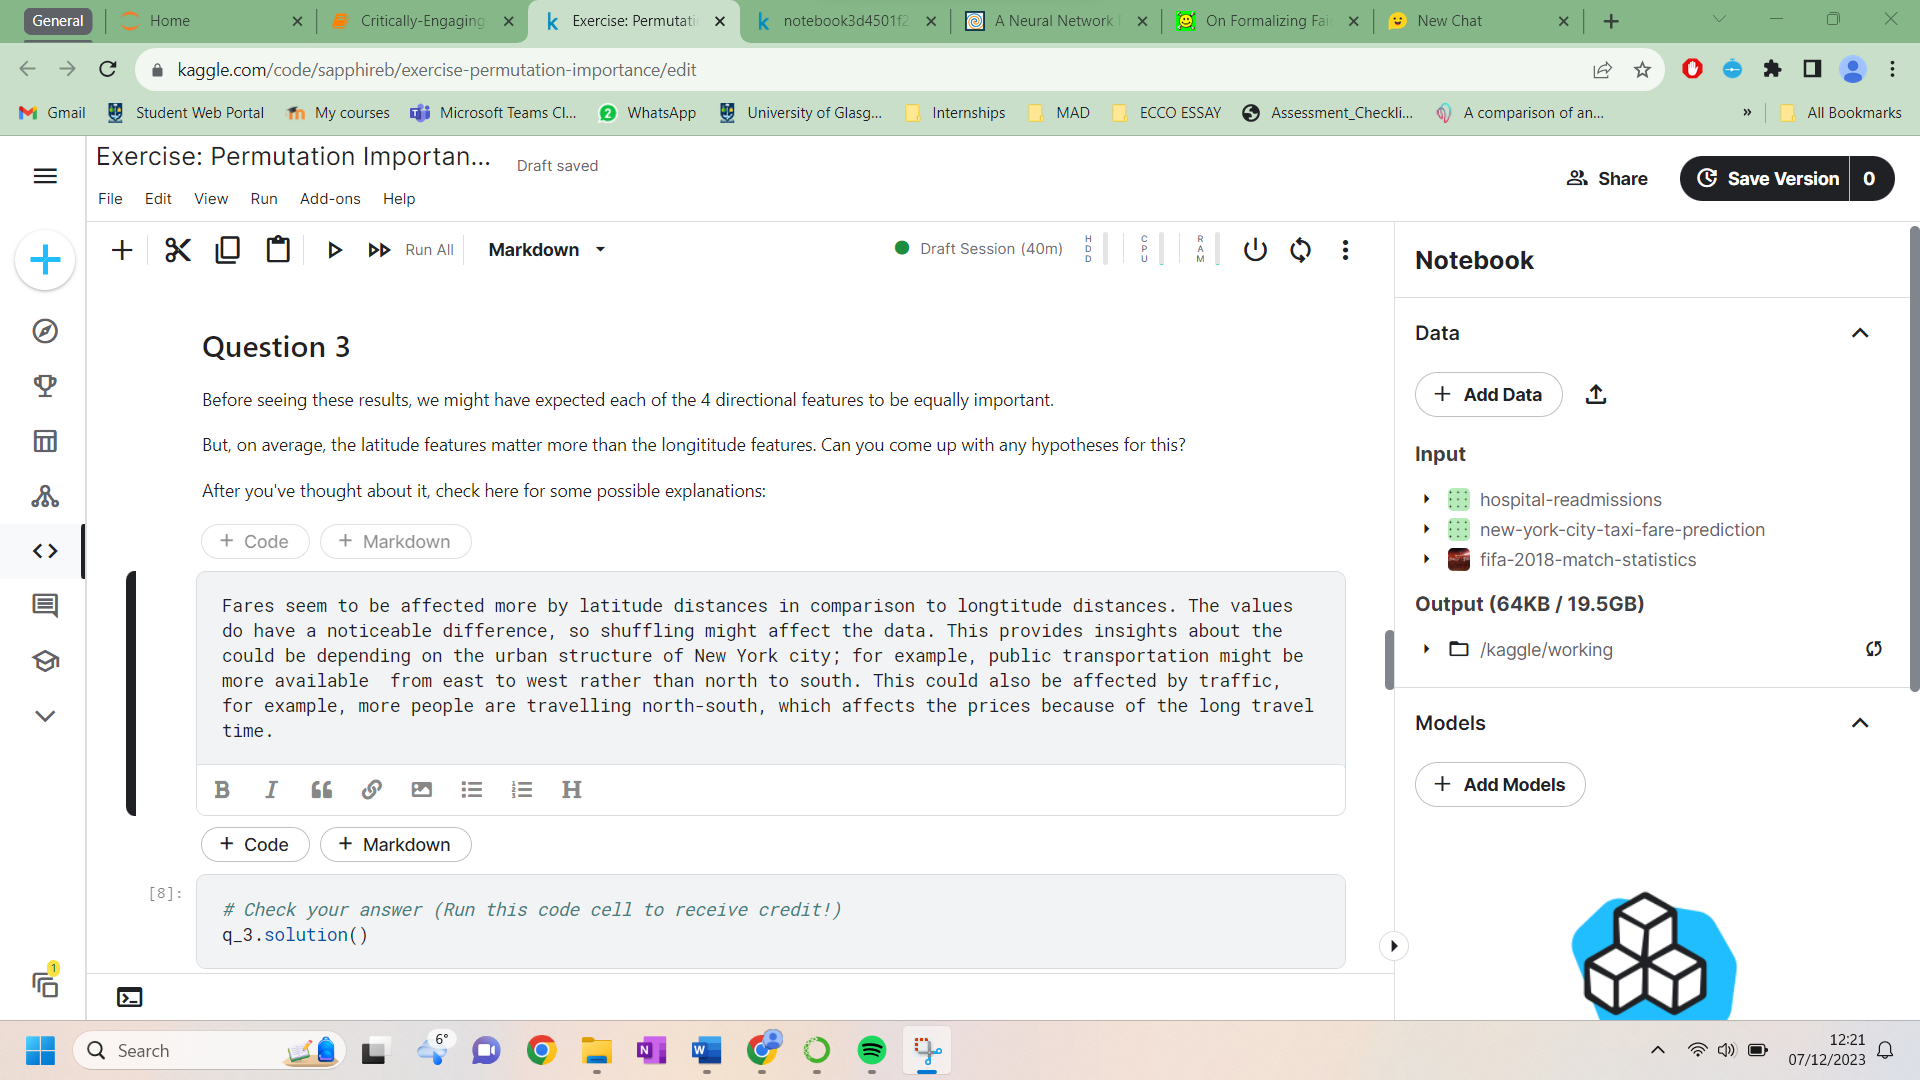 General
Home
Critically-Engaging
Exercise: Permutati
notebook3d4501f2
A Neural Network
On Formalizing Fai
New Chat
kaggle.com/code/sapphireb/exercise-permutation-importance/edit
Gmail
Student Web Portal
My courses
Microsoft Teams Cl...
2
WhatsApp
University of Glasg...
Internships
MAD
ECCO ESSAY
Assessment_Checkli...
A comparison of an...
»
All Bookmarks
Exercise: Permutation Importan...
Draft saved
Share
Save Version
0
File
Edit
View
Run
Add-ons
Help
Run All
Markdown
Draft Session (40m)
HDD
CPU
RAM
Notebook
Question 3
Before seeing these results, we might have expected each of the 4 directional features to be equally important.
But, on average, the latitude features matter more than the longititude features. Can you come up with any hypotheses for this?
After you've thought about it, check here for some possible explanations:
+ Code
+ Markdown
Fares seem to be affected more by latitude distances in comparison to longtitude distances. The values
do have a noticeable difference, so shuffling might affect the data. This provides insights about the
could be depending on the urban structure of New York city; for example, public transportation might be
more available  from east to west rather than north to south. This could also be affected by traffic,
for example, more people are travelling north-south, which affects the prices because of the long travel
time.
B
I
H
+ Code
+ Markdown
[8]:
# Check your answer (Run this code cell to receive credit!)
q_3.solution()
Data
+ Add Data
Input
hospital-readmissions
new-york-city-taxi-fare-prediction
fifa-2018-match-statistics
Output (64KB / 19.5GB)
/kaggle/working
Models
+ Add Models
1
Search
6°
12:21
07/12/2023